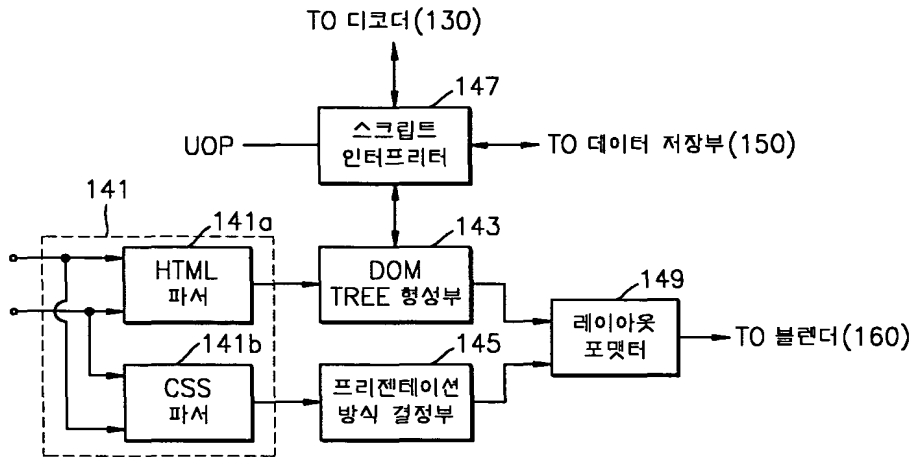 TO 디코더(130)
147
스크립트
인터프리터
UOP
TO 데이터 저장부(150)
141
141a
HTML
파서
143
DOM
TREE 형성부
149
레이아웃
포맷터
TO 블렌더(160)
141b
CSS
파서
145
프리젠테이션
방식 결정부